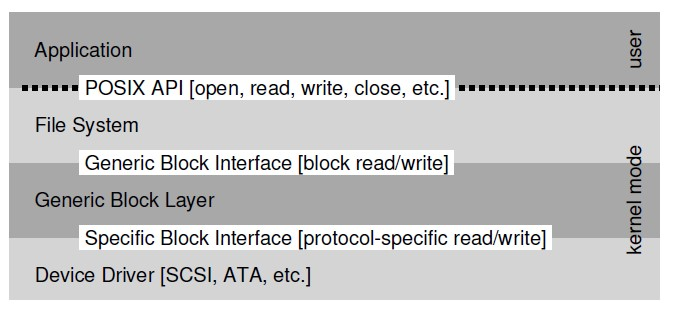 Application
user
POSIX API [open, read, write, close, etc.]
File System
Generic Block Interface [block read/write]
kernel mode
Generic Block Layer
Specific Block Interface [protocol-specific read/write]
Device Driver [SCSI, ATA, etc.]